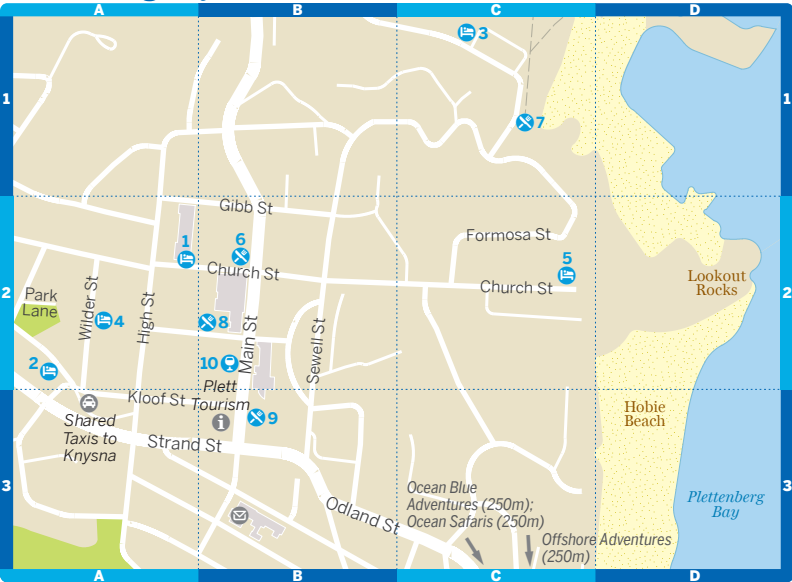 A
B
C
D
1
1
3
7
Gibb St
1
6
Formosa St
5
Church St
Church St
Lookout
Rocks
2
2
Park
Lane
Wilder St
4
High St
8
Main St
Sewell St
2
10
Plett
Tourism
Kloof St
9
Hobie
Beach
Shared
Taxis to
Knysna
Strand St
3
3
Ocean Blue
Adventures (250m);
Ocean Safaris (250m)
Plettenberg
Bay
Odland St
Offshore Adventures
(250m)
A
B
C
D